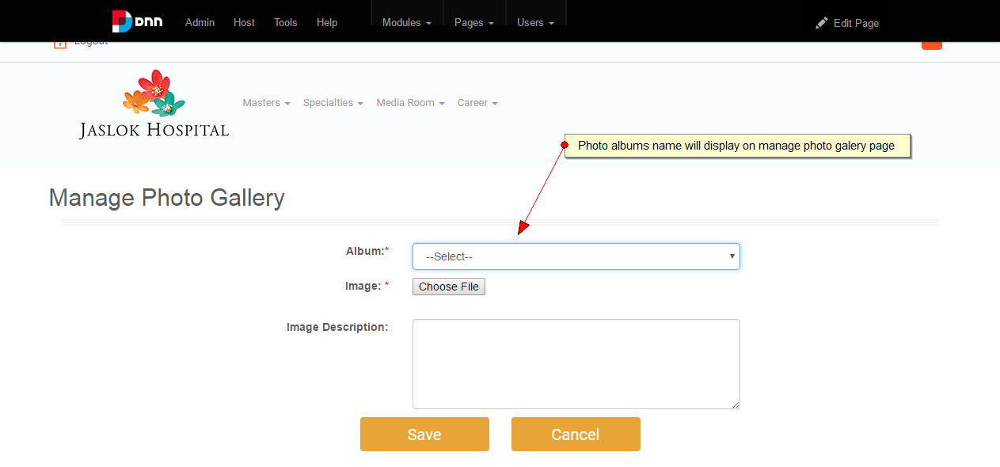 DNN Admin Host Tools Help Modules Pages Users Edit Page
Logout
JASLOK HOSPITAL
Masters Specialties Media Room Career
Photo albums name will display on manage photo galery page
Manage Photo Gallery
Album:* --Select--
Image: * Choose File
Image Description:
Save Cancel